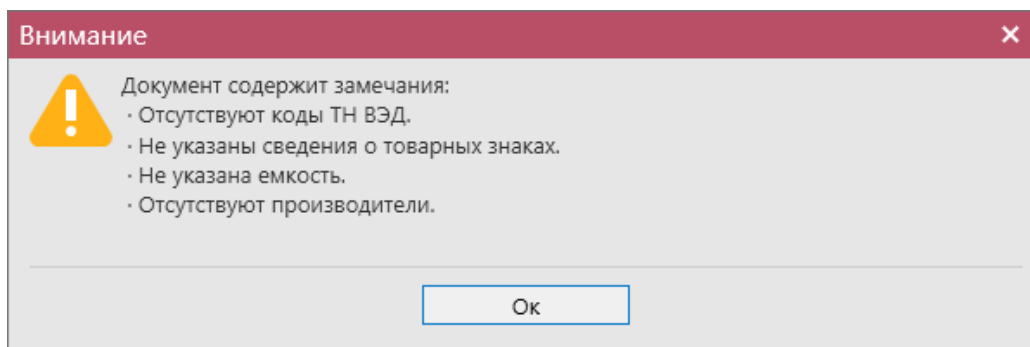 Внимание
Документ содержит замечания:
· Отсутствуют коды ТН ВЭД.
· Не указаны сведения о товарных знаках.
· Не указана емкость.
· Отсутствуют производители.
Ок